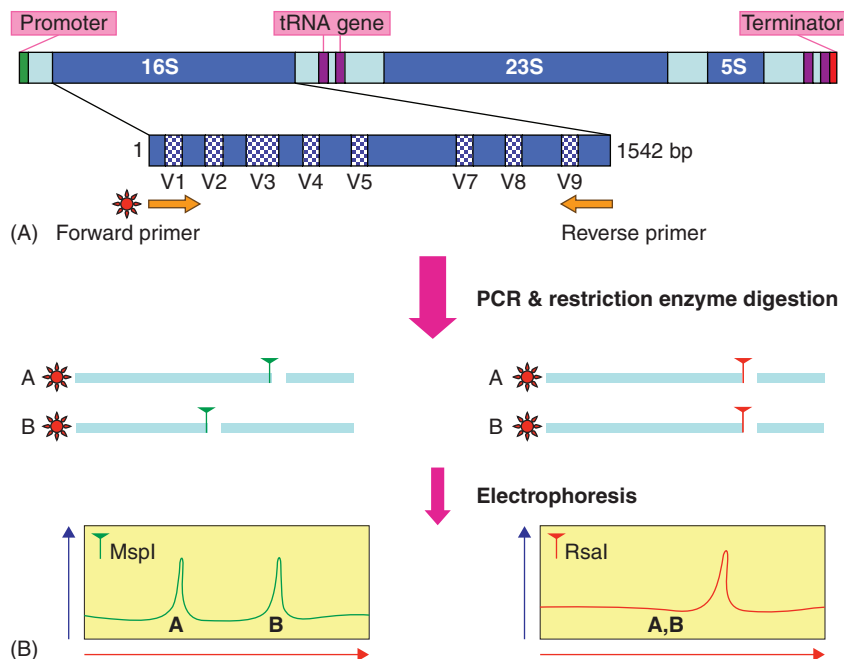 Promoter tRNA gene Terminator
16S 23S 5S
1 1542 bp
V1 V2 V3 V4 V5 V7 V8 V9
(A) Forward primer Reverse primer
PCR & restriction enzyme digestion
A A
B B
Electrophoresis
MspI RsaI
A B A,B
(B)